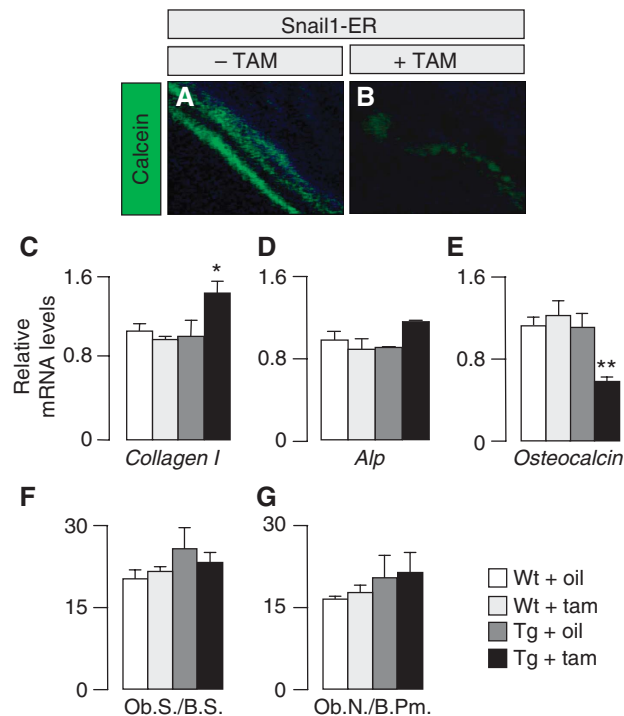 Snail1-ER
– TAM
+ TAM
Calcein
A
B
C
D
E
Relative
mRNA levels
1.6
0.8
0
*
Collagen I
1.6
0.8
0
Alp
1.6
0.8
0
**
Osteocalcin
F
G
30
15
0
Ob.S./B.S.
30
15
0
Ob.N./B.Pm.
Wt + oil
Wt + tam
Tg + oil
Tg + tam